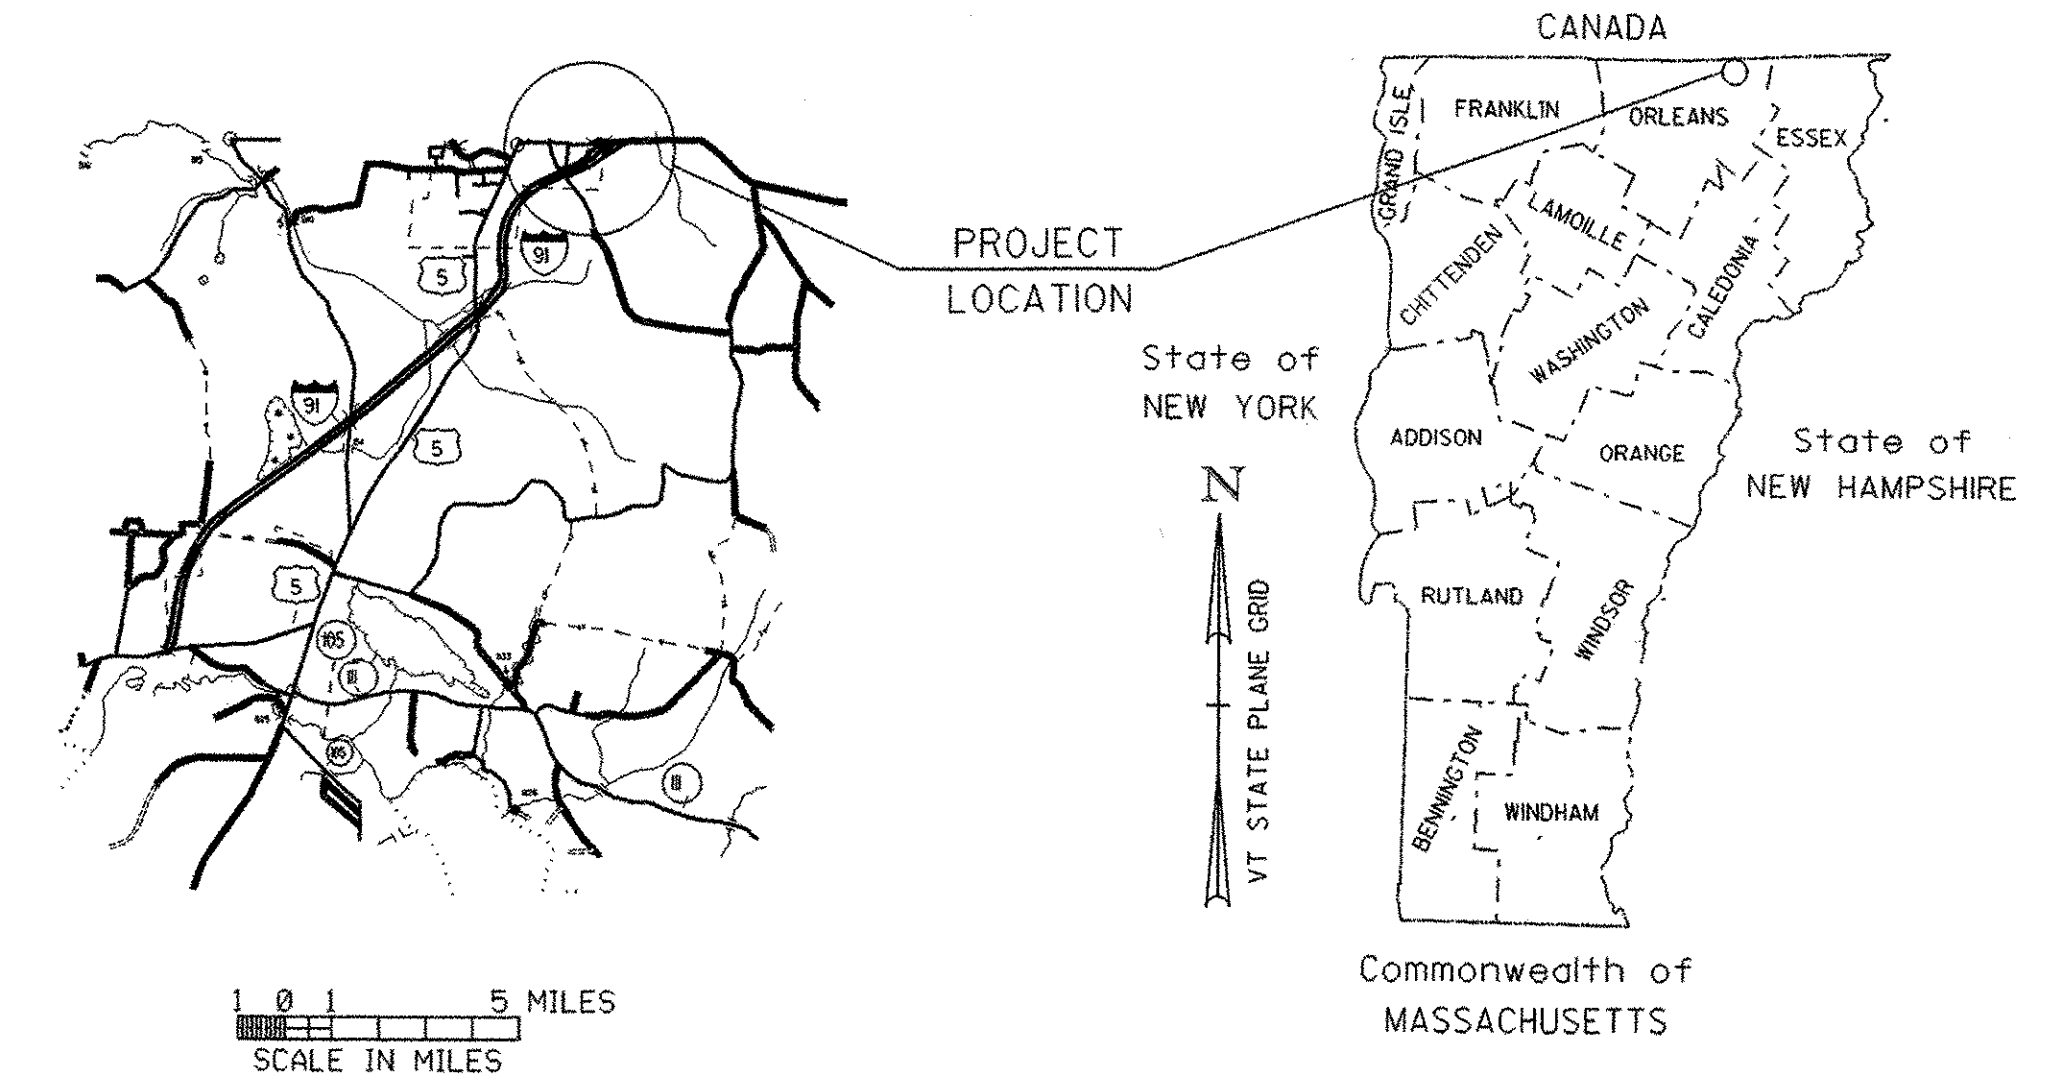 CANADA
GRAND ISLE
FRANKLIN
ORLEANS
ESSEX
LAMOILLE
CHITTENDEN
CALEDONIA
WASHINGTON
ADDISON
ORANGE
RUTLAND
WINDSOR
BENNINGTON
WINDHAM
PROJECT
LOCATION
State of
NEW YORK
State of
NEW HAMPSHIRE
Commonwealth of
MASSACHUSETTS
N
VT STATE PLANE GRID
91
5
91
5
5
105
111
105
111
1 0 1 5 MILES
SCALE IN MILES